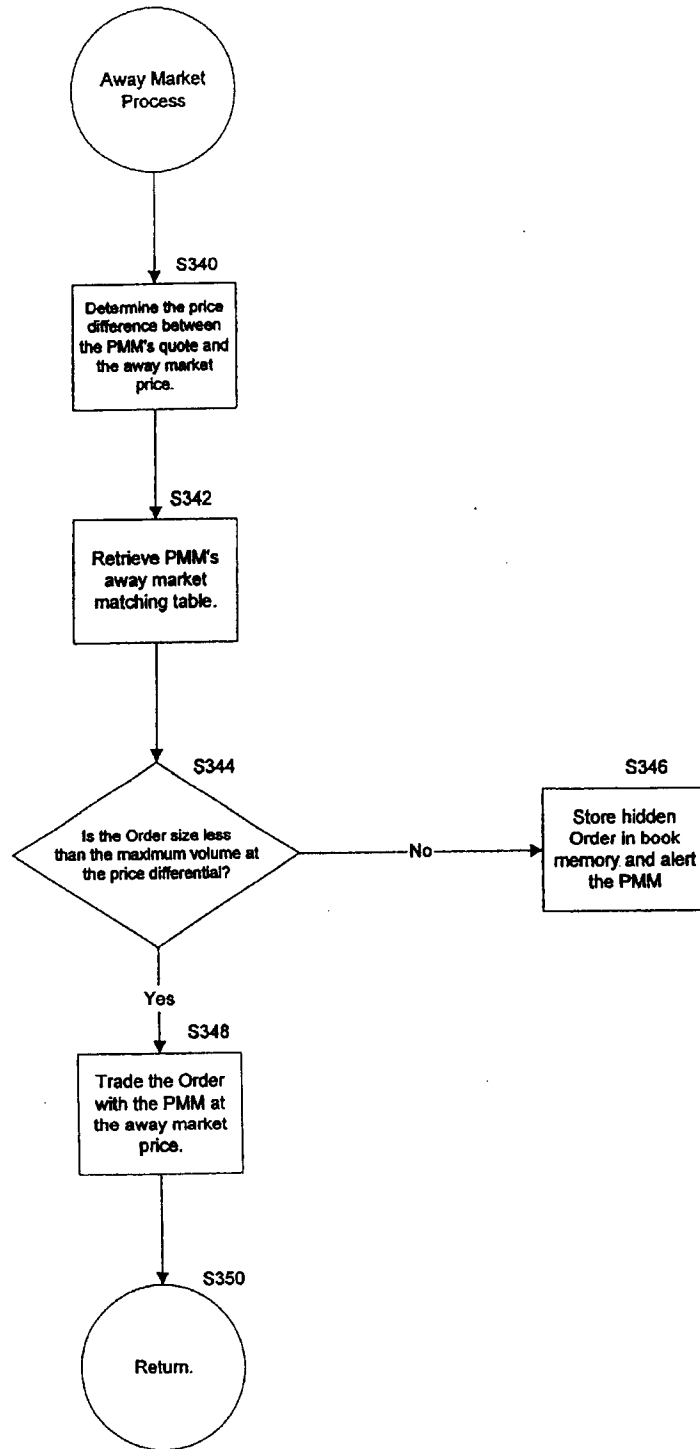 Away Market
Process
S340
Determine the price
difference between
the PMM's quote and
the away market
price.
S342
Retrieve PMM's
away market
matching table.
S344
Is the Order size less
than the maximum volume at
the price differential?
No
S346
Store hidden
Order in book
memory and alert
the PMM
Yes
S348
Trade the Order
with the PMM at
the away market
price.
S350
Return.